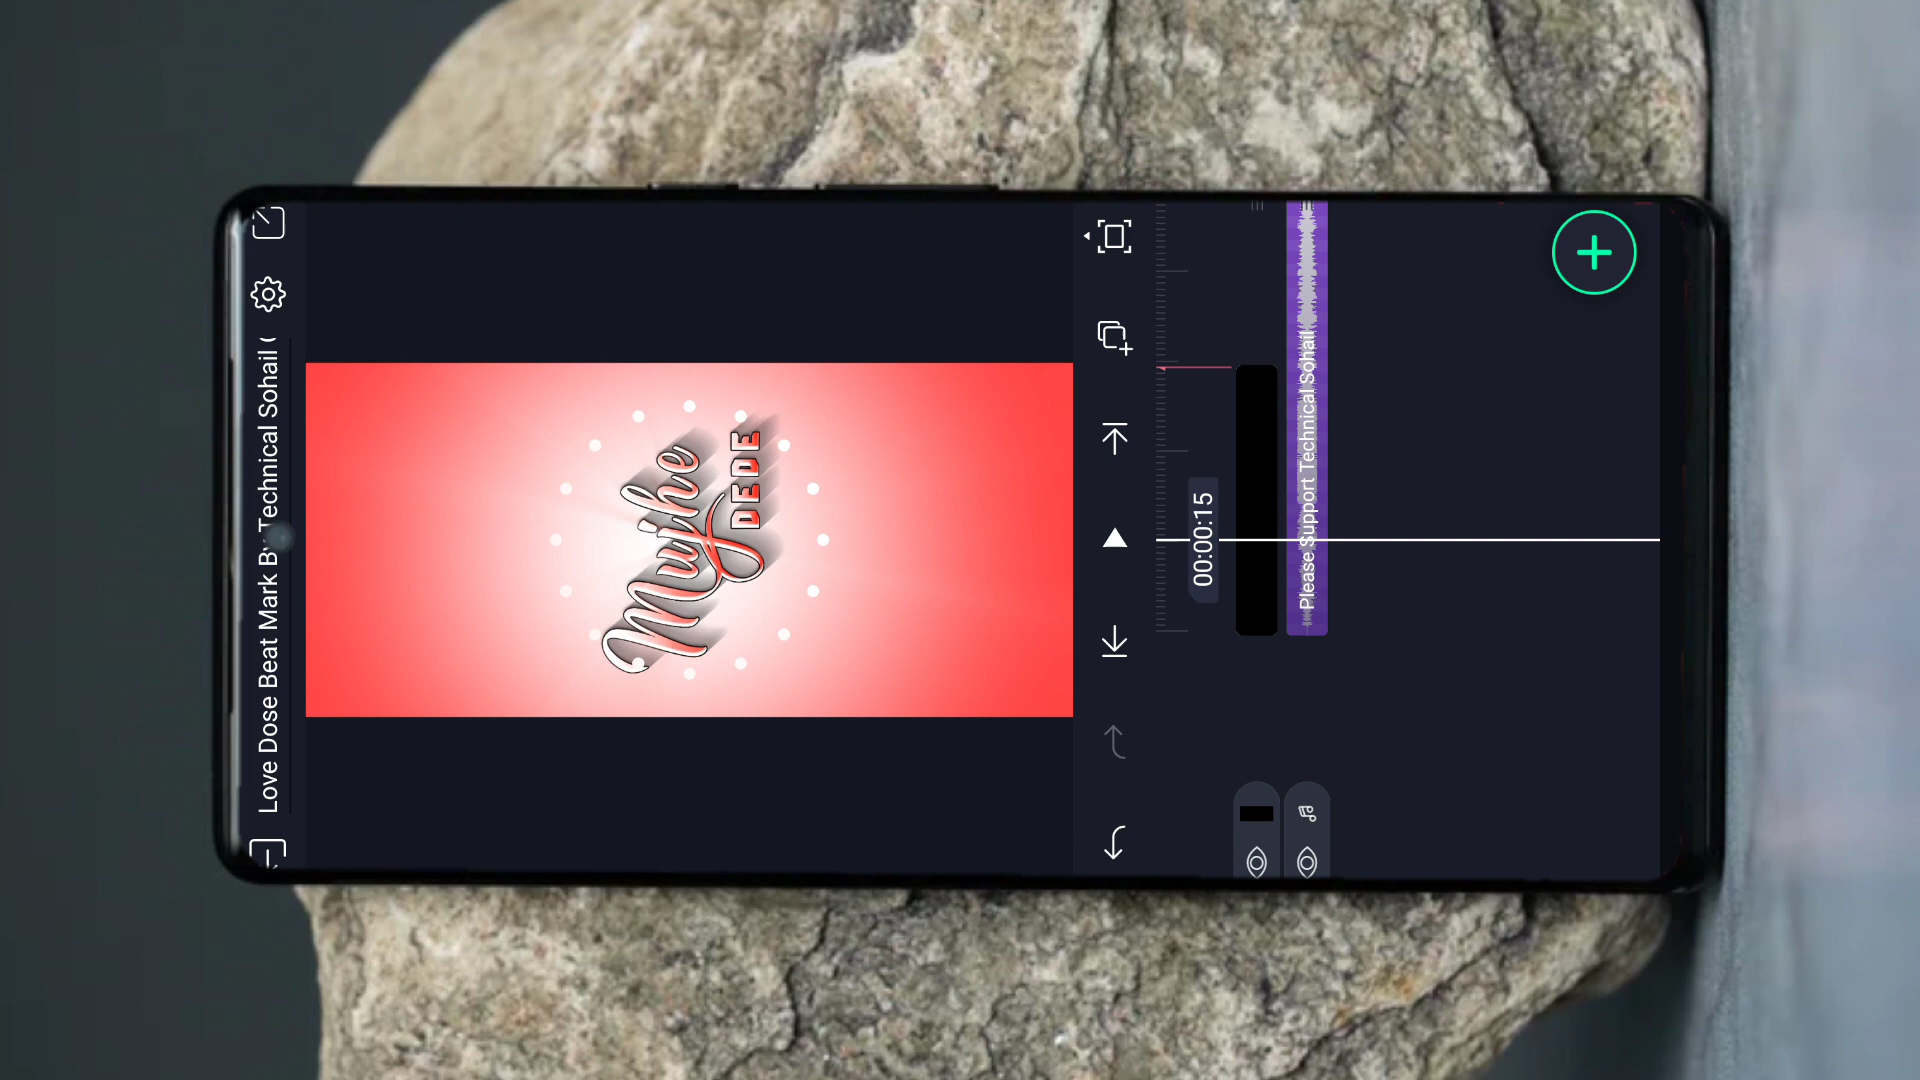 Love Dose Beat Mark By Technical Sohail (
Mujhe
DEDE
00:00:15
Please Support Technical Sohail